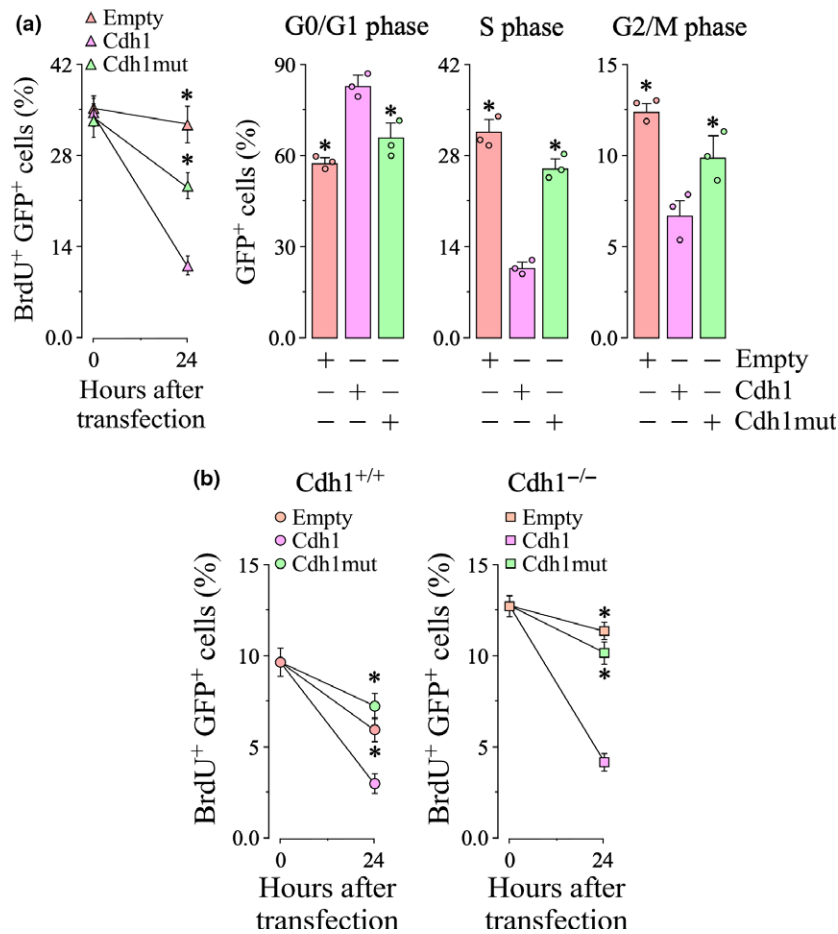 (a)
Empty
Cdh1
Cdh1mut
BrdU⁺ GFP⁺ cells (%)
42
28
14
0.0
0
24
Hours after
transfection
*
*
G0/G1 phase
S phase
G2/M phase
GFP⁺ cells (%)
90
60
30
0.0
*
*
42
28
14
0.0
*
*
15
10
5
0.0
*
*
+ − − + − − + − − Empty
− + − − + − − + − Cdh1
− − + − − + − − + Cdh1mut
(b)
Cdh1⁺/⁺
Empty
Cdh1
Cdh1mut
BrdU⁺ GFP⁺ cells (%)
15
10
5
0.0
*
*
0
24
Hours after
transfection
Cdh1⁻/⁻
Empty
Cdh1
Cdh1mut
BrdU⁺ GFP⁺ cells (%)
15
10
5
0.0
*
*
0
24
Hours after
transfection